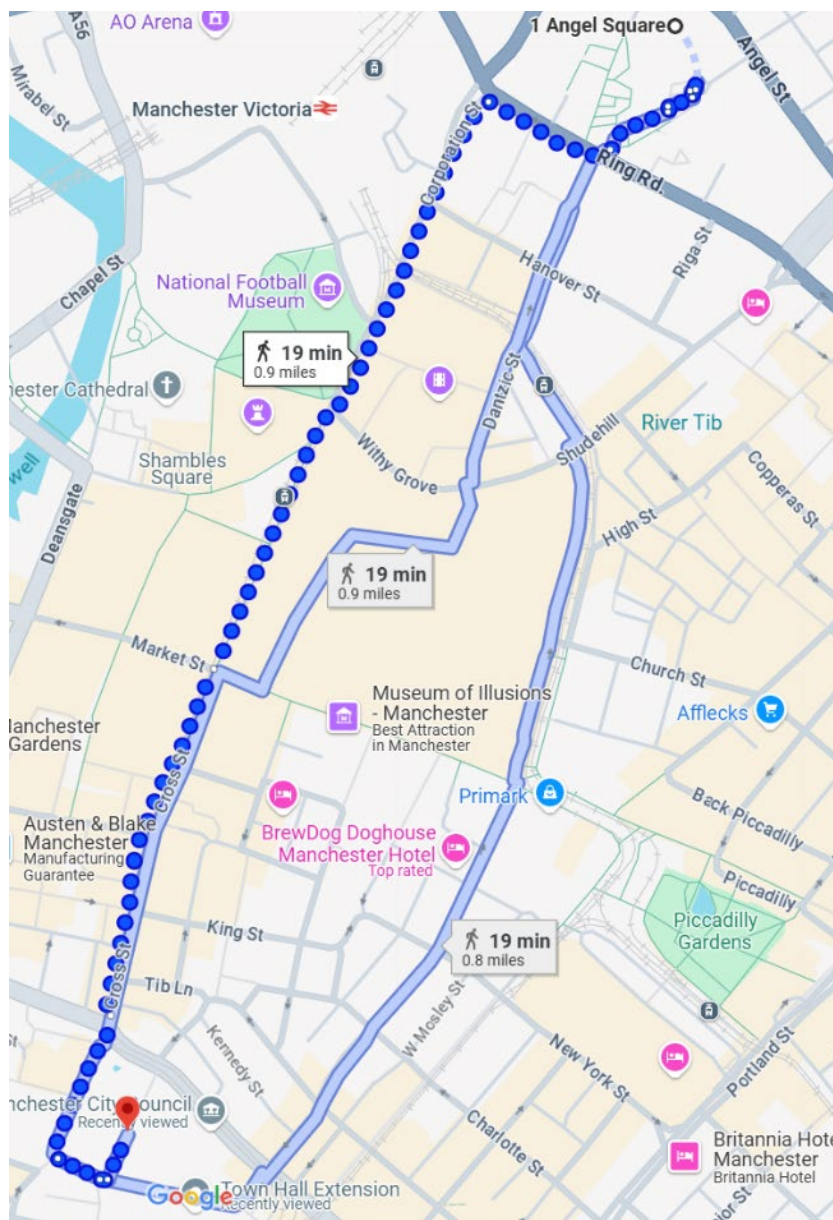 AO Arena
A56
1 Angel Square
Angel St
Mirabel St
Manchester Victoria
Corporation St
Ring Rd.
Chapel St
National Football
Museum
Hanover St
Riga St
19 min
0.9 miles
hester Cathedral
Dantzic St
River Tib
Shambles
Square
Withy Grove
Shudehill
Copperas St
well
Deansgate
High St
19 min
0.9 miles
Market St
Church St
Museum of Illusions
- Manchester
Best Attraction
in Manchester
Afflecks
Manchester
Gardens
Cross St
Primark
Back Piccadilly
Austen & Blake
Manchester
Manufacturing
Guarantee
BrewDog Doghouse
Manchester Hotel
Top rated
Piccadilly
Piccadilly
Gardens
King St
19 min
0.8 miles
Cross St
Tib Ln
W Mosley St
Kennedy St
New York St
Portland St
nchester City Council
Recently viewed
Charlotte St
Britannia Hote
Manchester
Britannia Hotel
Google
Town Hall Extension
Recently viewed